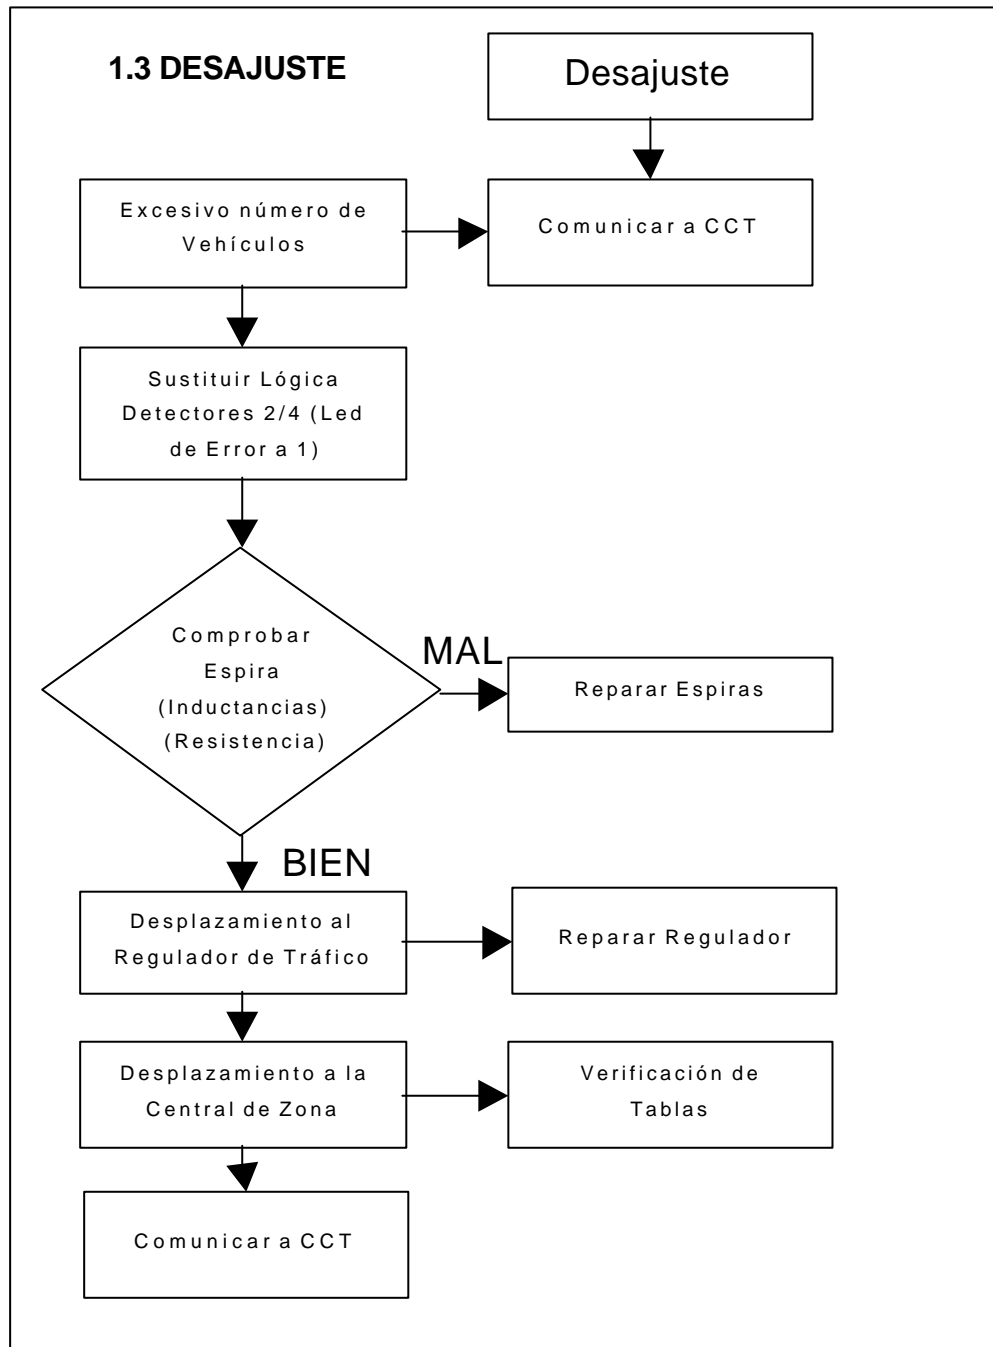 1.3 DESAJUSTE
Desajuste
Excesivo número de
Vehículos
Comunicar a CCT
Sustituir Lógica
Detectores 2/4 (Led
de Error a 1)
Comprobar
Espira
(Inductancias)
(Resistencia)
MAL
Reparar Espiras
BIEN
Desplazamiento al
Regulador de Tráfico
Reparar Regulador
Desplazamiento a la
Central de Zona
Verificación de
Tablas
Comunicar a CCT